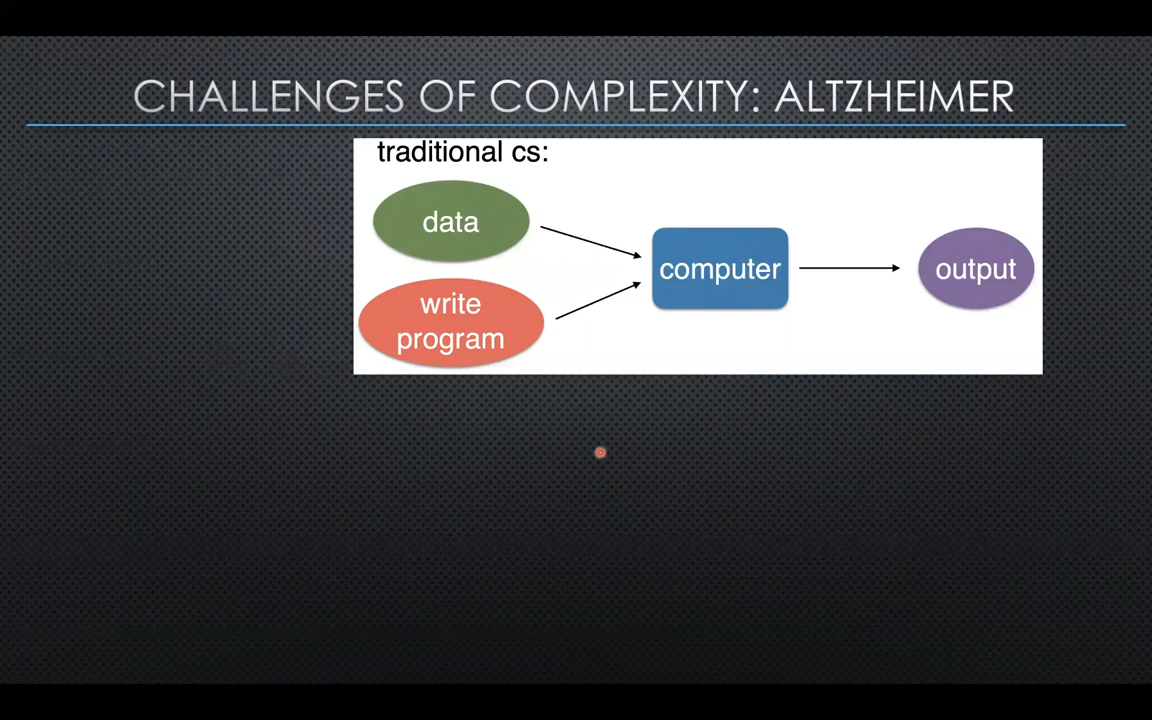 CHALLENGES OF COMPLEXITY: ALTZHEIMER
traditional cs:
data
write
program
computer
output